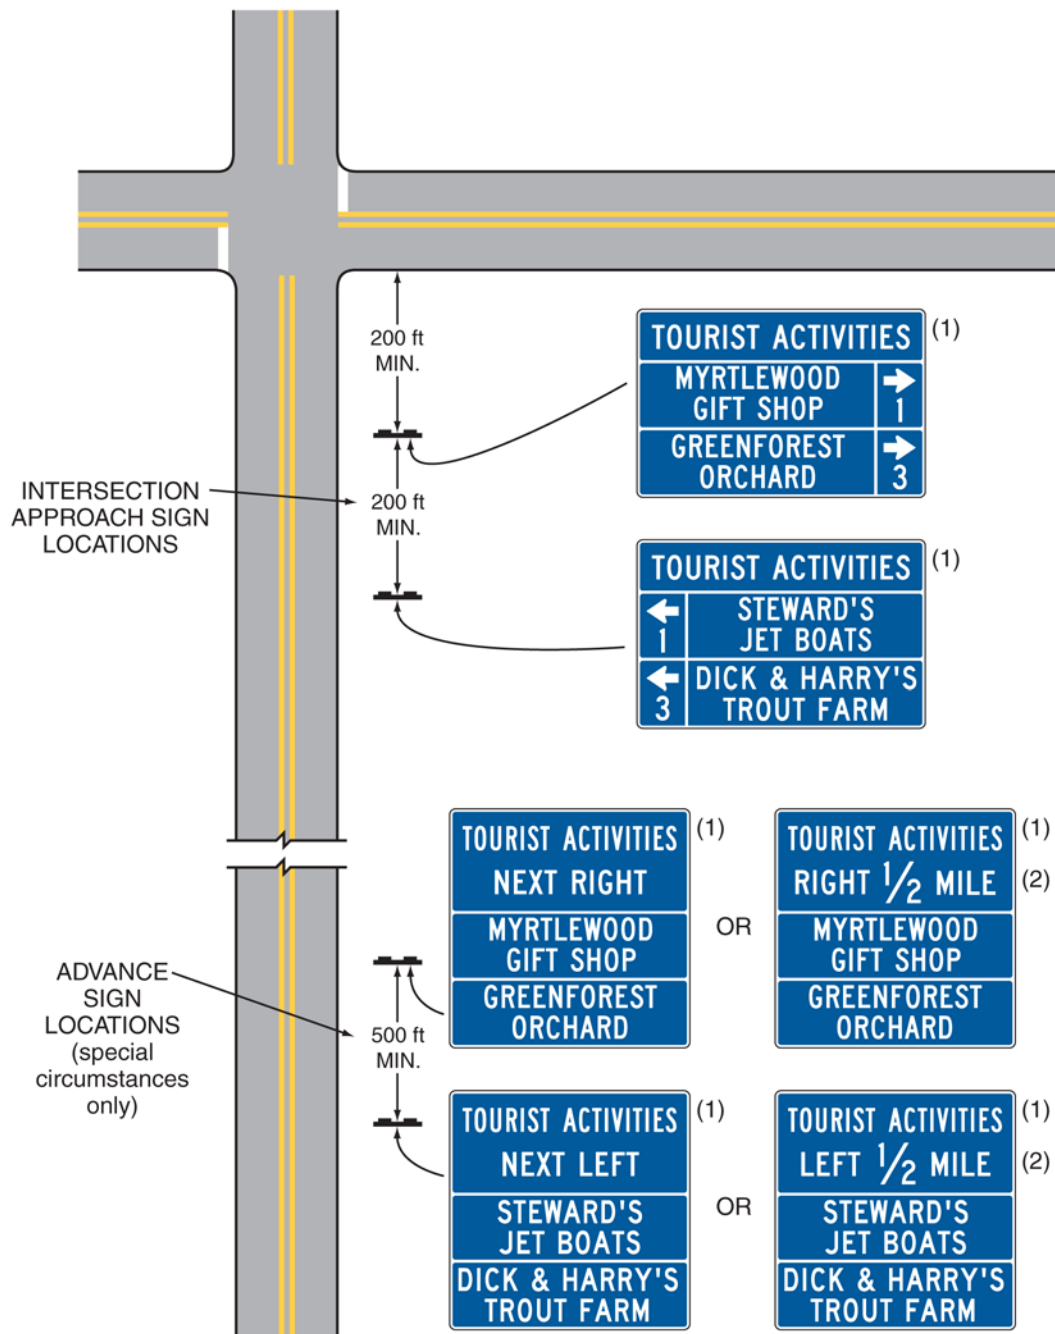 200 ft
MIN.
TOURIST ACTIVITIES
(1)
MYRTLEWOOD
GIFT SHOP
1
GREENFOREST
ORCHARD
3
INTERSECTION
APPROACH SIGN
LOCATIONS
200 ft
MIN.
TOURIST ACTIVITIES
(1)
1
STEWARD'S
JET BOATS
3
DICK & HARRY'S
TROUT FARM
TOURIST ACTIVITIES
(1)
NEXT RIGHT
MYRTLEWOOD
GIFT SHOP
GREENFOREST
ORCHARD
OR
TOURIST ACTIVITIES
(1)
RIGHT 1/2 MILE
(2)
MYRTLEWOOD
GIFT SHOP
GREENFOREST
ORCHARD
ADVANCE
SIGN
LOCATIONS
(special
circumstances
only)
500 ft
MIN.
TOURIST ACTIVITIES
(1)
NEXT LEFT
STEWARD'S
JET BOATS
DICK & HARRY'S
TROUT FARM
OR
TOURIST ACTIVITIES
(1)
LEFT 1/2 MILE
(2)
STEWARD'S
JET BOATS
DICK & HARRY'S
TROUT FARM